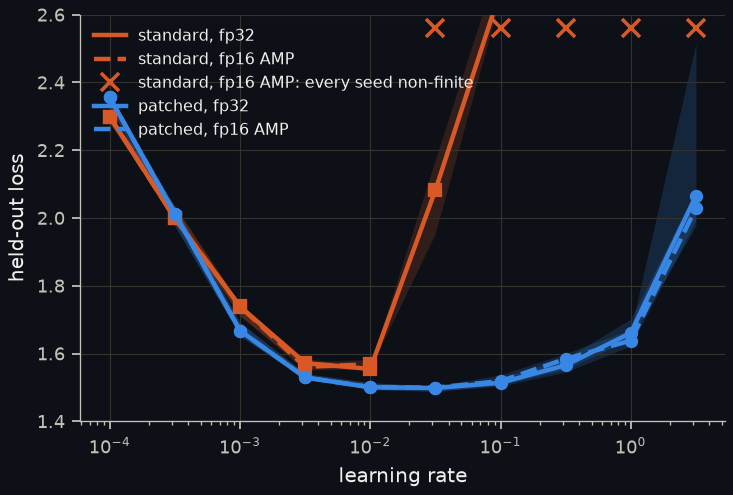 2.6
standard, fp32
standard, fp16 AMP
2.4
standard, fp16 AMP: every seed non-finite
patched, fp32
patched, fp16 AMP
2.2
2.0
1.8
1.6
1.4
held-out loss
10⁻⁴ 10⁻³ 10⁻² 10⁻¹ 10⁰
learning rate